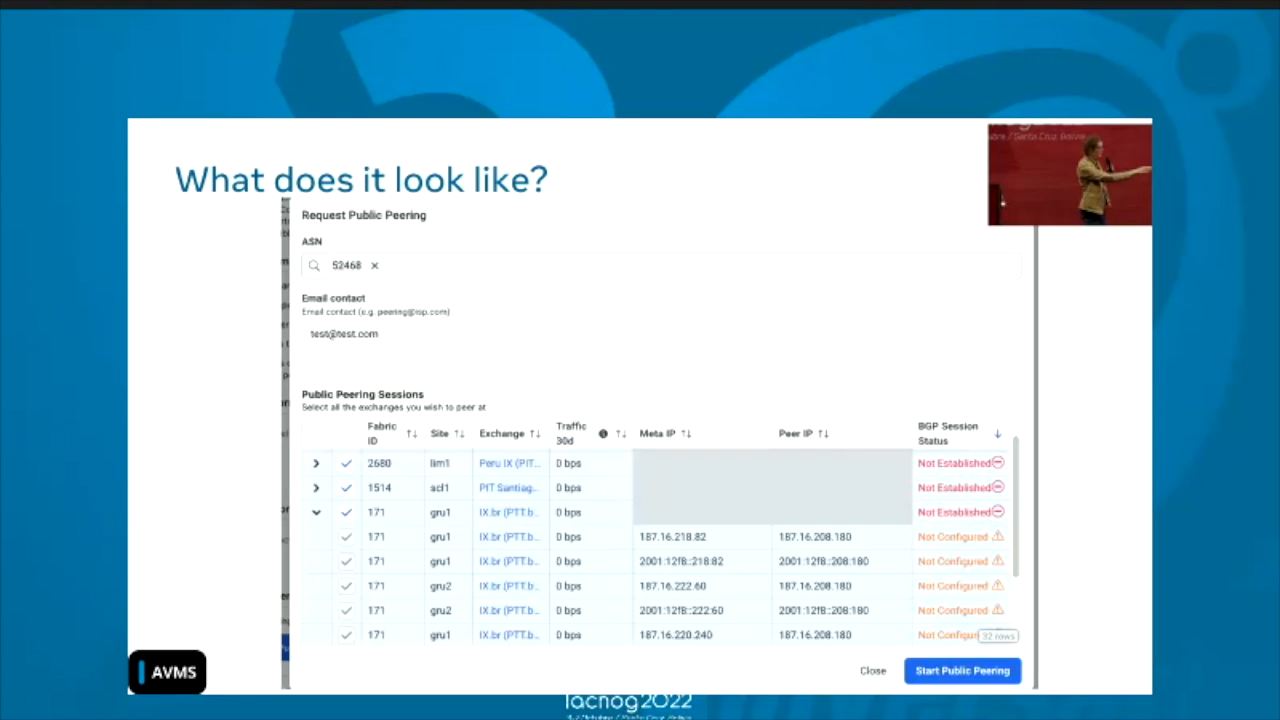 What does it look like?
Request Public Peering
ASN
52468
Email contact
Email contact (e.g. peering@isp.com)
test@test.com
Public Peering Sessions
Select all the exchanges you wish to peer at
Fabric ID Site Exchange Traffic 30d Meta IP Peer IP BGP Session Status
2680 lim1 Peru IX (PIT... 0 bps Not Established
1514 scl1 PIT Santiag... 0 bps Not Established
171 gru1 IX.br (PTT.b... 0 bps Not Established
171 gru1 IX.br (PTT.b... 0 bps 187.16.218.82 187.16.208.180 Not Configured
171 gru1 IX.br (PTT.b... 0 bps 2001:12f8::218:82 2001:12f8::208:180 Not Configured
171 gru2 IX.br (PTT.b... 0 bps 187.16.222.60 187.16.208.180 Not Configured
171 gru2 IX.br (PTT.b... 0 bps 2001:12f8::222:60 2001:12f8::208:180 Not Configured
171 gru1 IX.br (PTT.b... 0 bps 187.16.220.240 187.16.208.180 Not Configur
32 rows
Close Start Public Peering
AVMS
lacnog2022